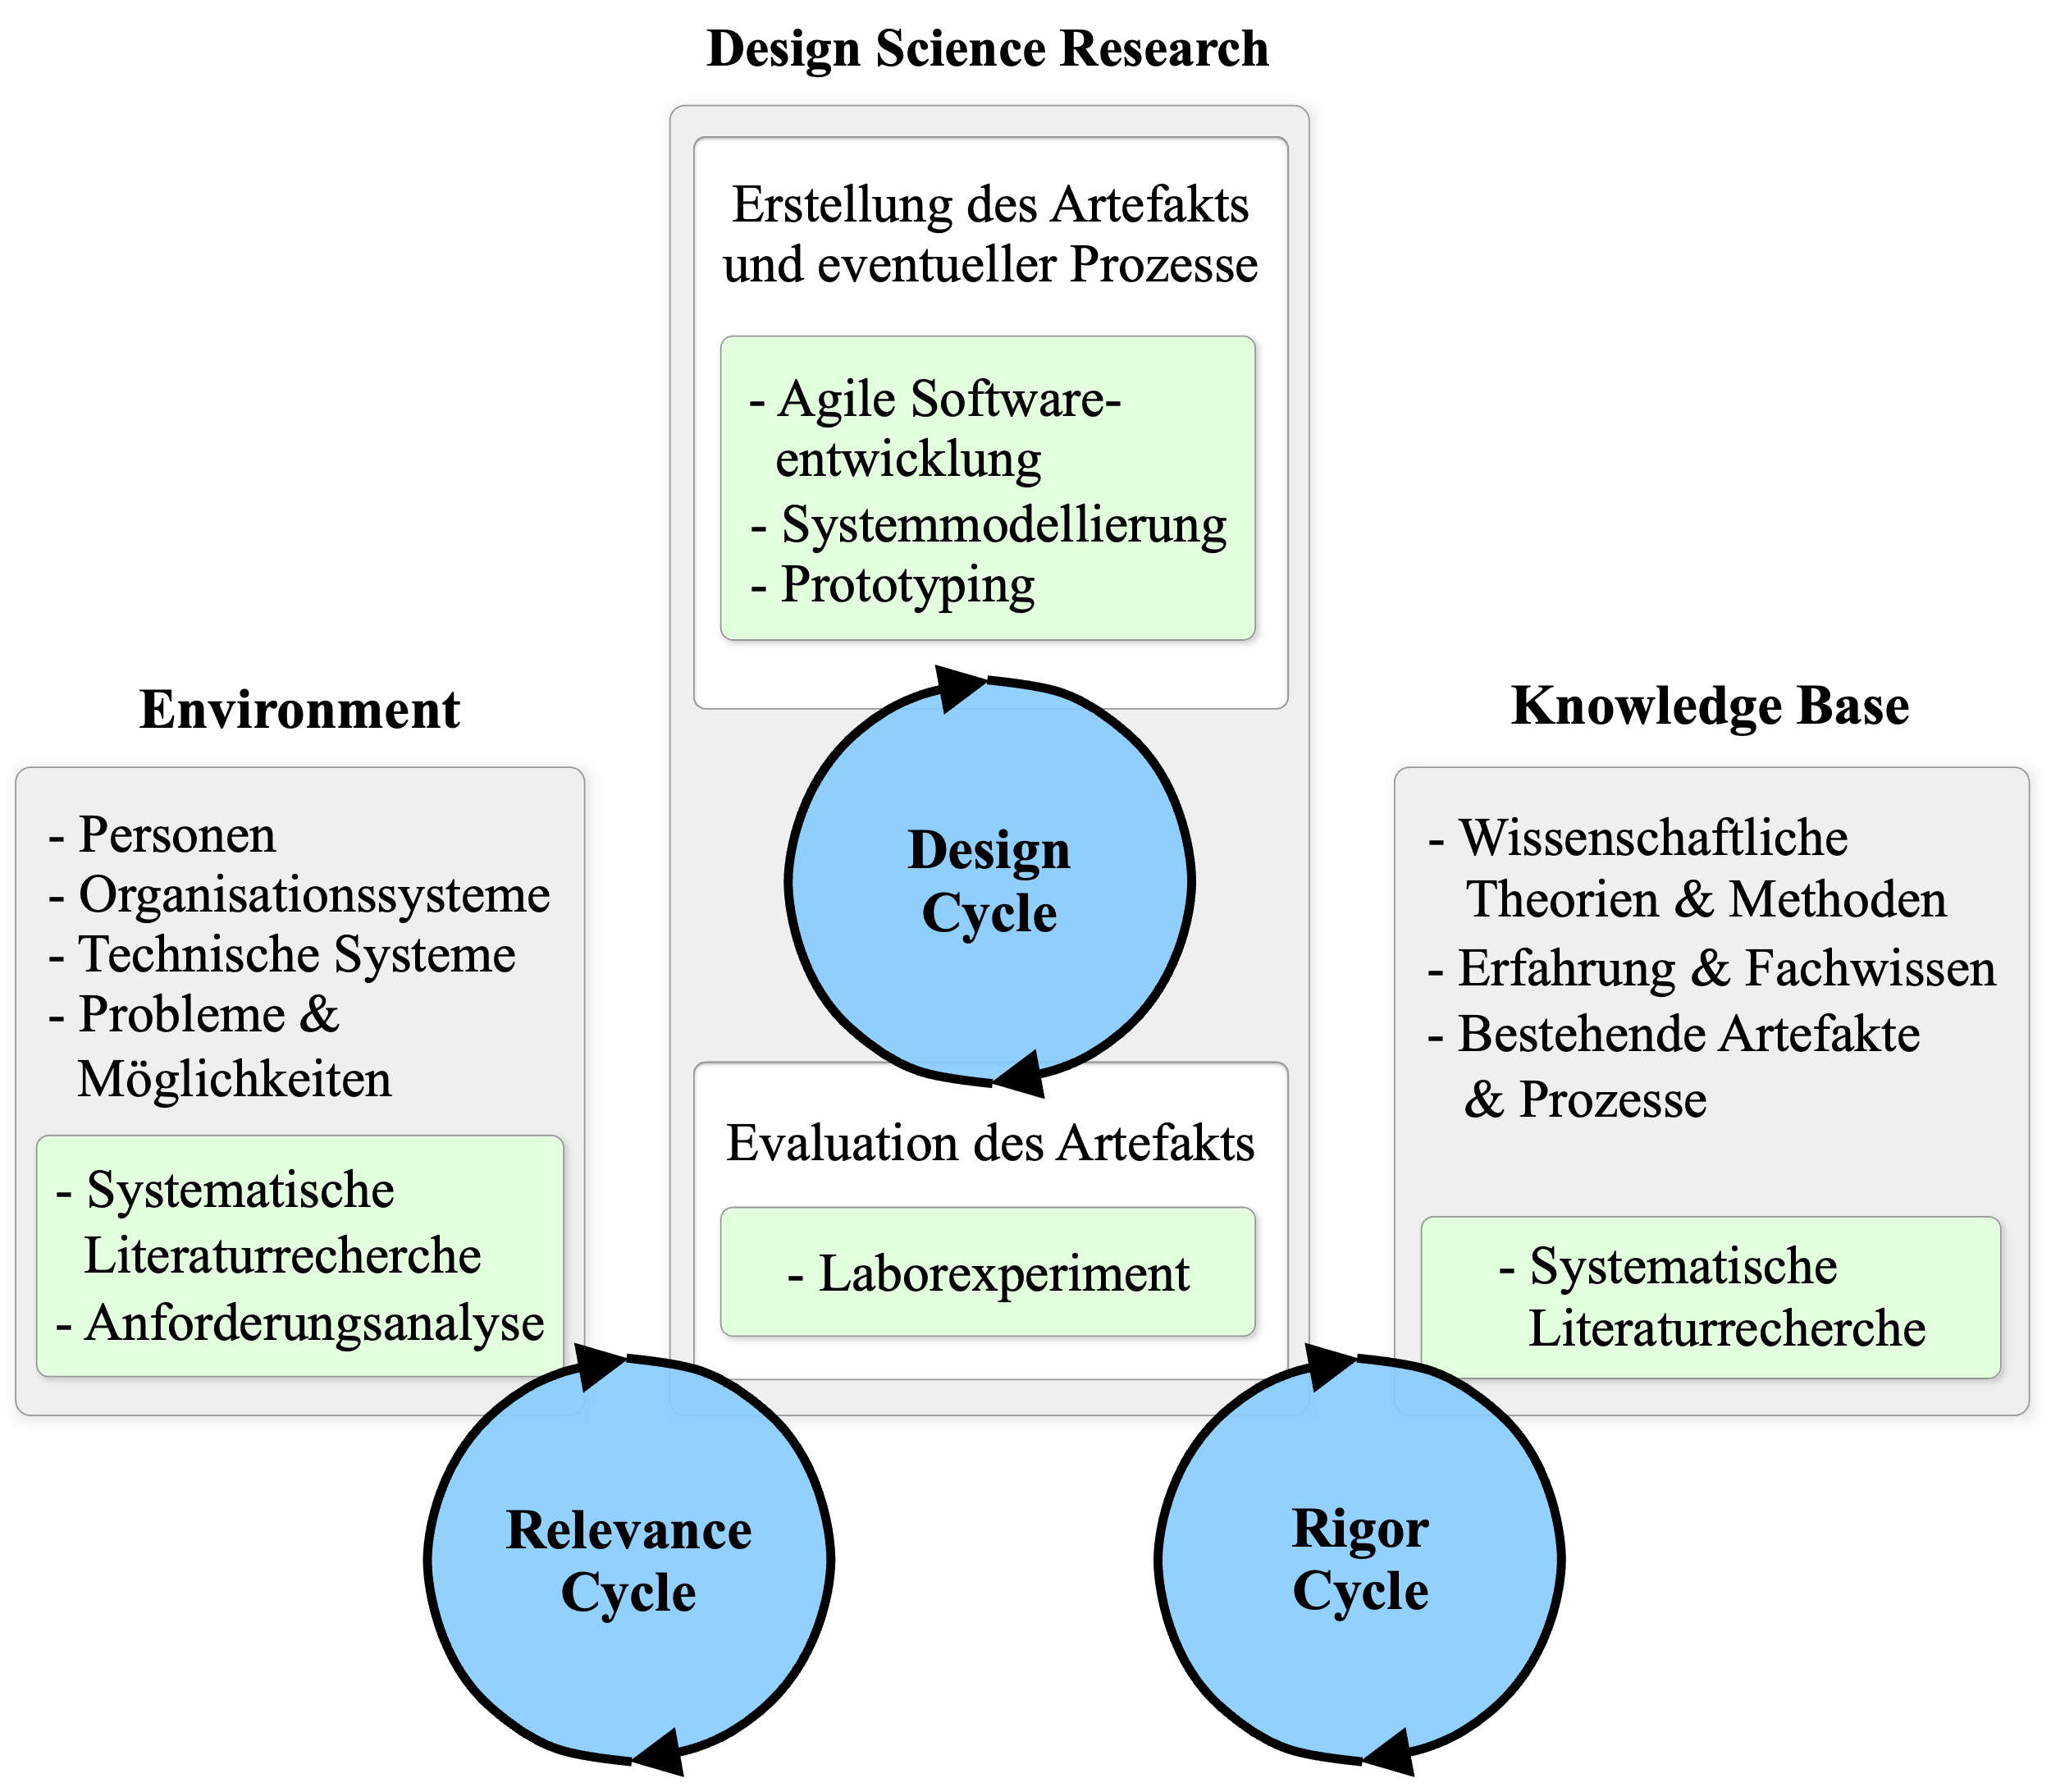 Design Science Research
Erstellung des Artefakts
und eventueller Prozesse
- Agile Software-
entwicklung
- Systemmodellierung
- Prototyping
Design
Cycle
Evaluation des Artefakts
- Laborexperiment
Environment
- Personen
- Organisationssysteme
- Technische Systeme
- Probleme &
Möglichkeiten
- Systematische
Literaturrecherche
- Anforderungsanalyse
Relevance
Cycle
Knowledge Base
- Wissenschaftliche
Theorien & Methoden
- Erfahrung & Fachwissen
- Bestehende Artefakte
& Prozesse
- Systematische
Literaturrecherche
Rigor
Cycle